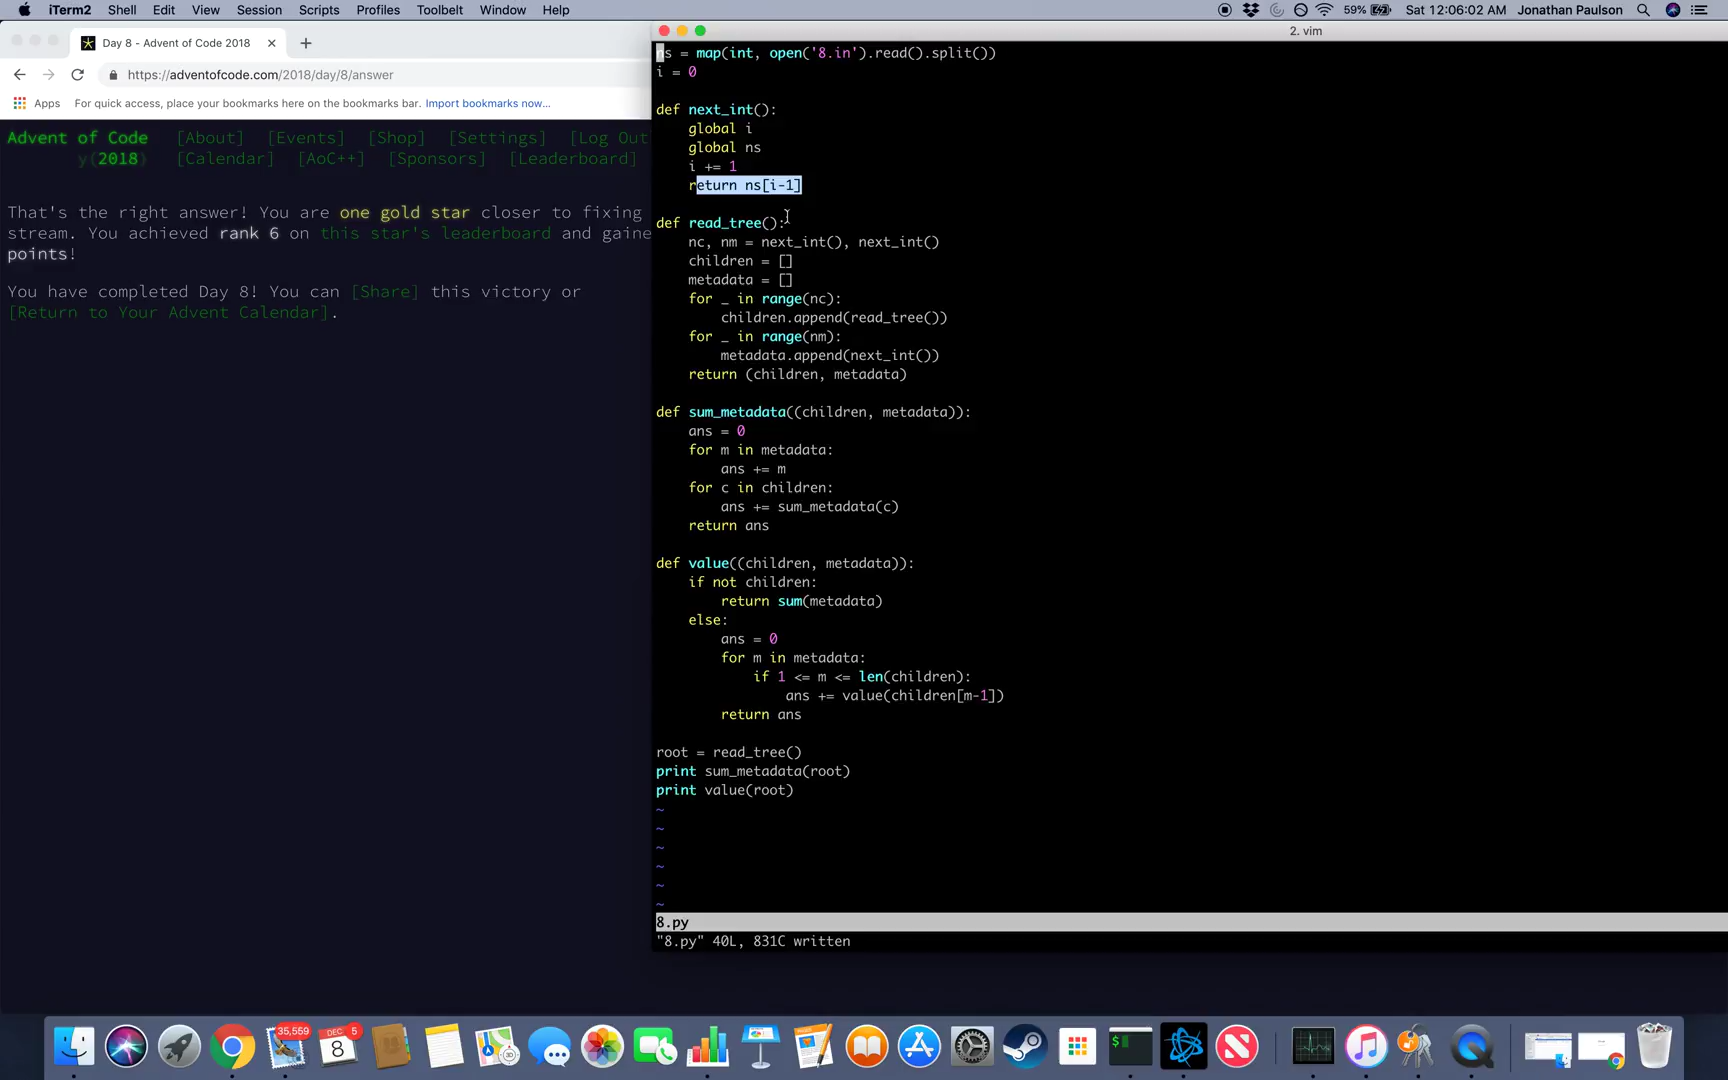 iTerm2 Shell Edit View Session Scripts Profiles Toolbelt Window Help
59% Sat 12:06:02 AM Jonathan Paulson
Day 8 - Advent of Code 2018
https://adventofcode.com/2018/day/8/answer
Apps For quick access, place your bookmarks here on the bookmarks bar. Import bookmarks now...
Advent of Code [About] [Events] [Shop] [Settings] [Log Out
y(2018) [Calendar] [AoC++] [Sponsors] [Leaderboard]
That's the right answer! You are one gold star closer to fixing
stream. You achieved rank 6 on this star's leaderboard and gaine
points!
You have completed Day 8! You can [Share] this victory or
[Return to Your Advent Calendar].
2. vim
ns = map(int, open('8.in').read().split())
i = 0
def next_int():
    global i
    global ns
    i += 1
    return ns[i-1]
def read_tree():
    nc, nm = next_int(), next_int()
    children = []
    metadata = []
    for _ in range(nc):
        children.append(read_tree())
    for _ in range(nm):
        metadata.append(next_int())
    return (children, metadata)
def sum_metadata((children, metadata)):
    ans = 0
    for m in metadata:
        ans += m
    for c in children:
        ans += sum_metadata(c)
    return ans
def value((children, metadata)):
    if not children:
        return sum(metadata)
    else:
        ans = 0
        for m in metadata:
            if 1 <= m <= len(children):
                ans += value(children[m-1])
        return ans
root = read_tree()
print sum_metadata(root)
print value(root)
~
~
~
~
~
~
8.py
"8.py" 40L, 831C written
35,559
DEC 5
8